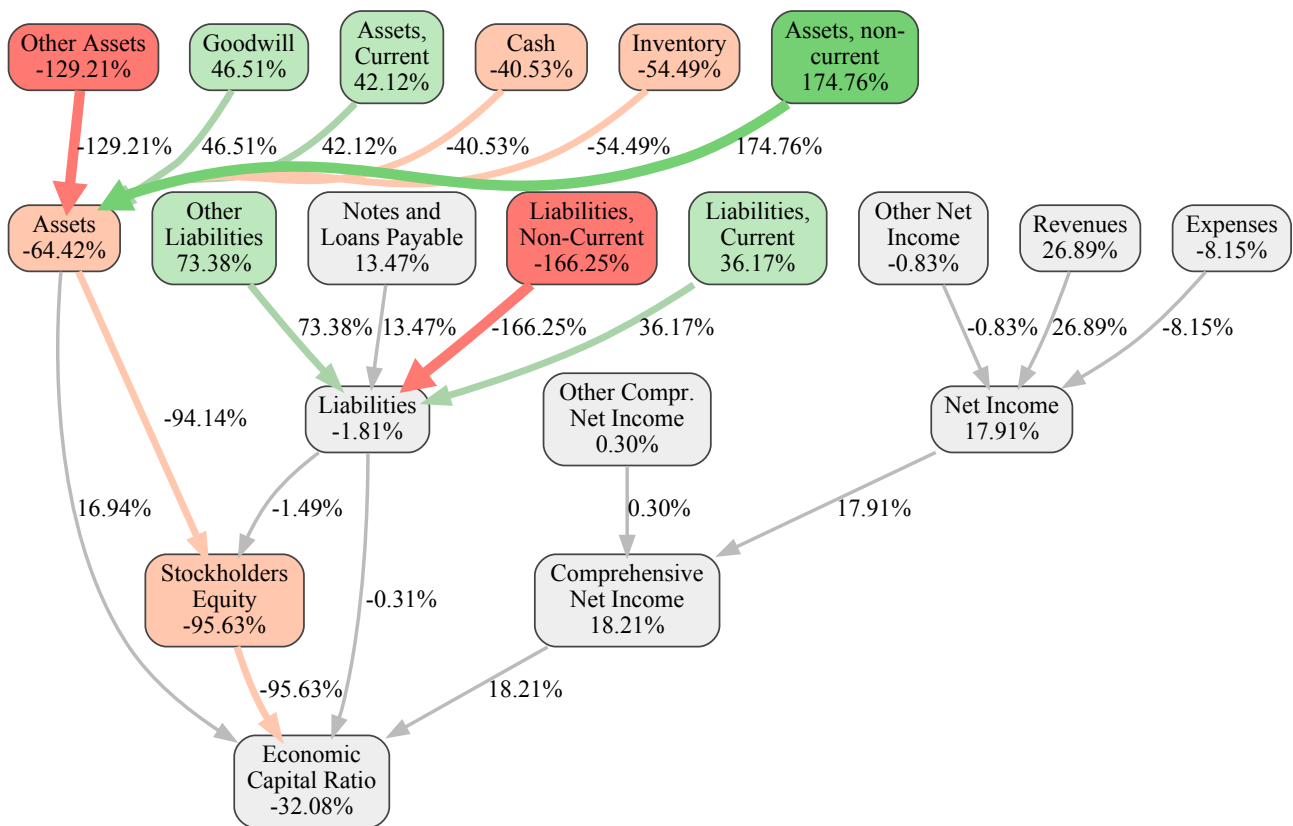 Other Assets
-129.21%
Goodwill
46.51%
Assets,
Current
42.12%
Cash
-40.53%
Inventory
-54.49%
Assets, non-
current
174.76%
-129.21%
46.51%
42.12%
-40.53%
-54.49%
174.76%
Assets
-64.42%
Other
Liabilities
73.38%
Notes and
Loans Payable
13.47%
Liabilities,
Non-Current
-166.25%
Liabilities,
Current
36.17%
Other Net
Income
-0.83%
Revenues
26.89%
Expenses
-8.15%
73.38%
13.47%
-166.25%
36.17%
-0.83%
26.89%
-8.15%
Liabilities
-1.81%
Other Compr.
Net Income
0.30%
Net Income
17.91%
-94.14%
16.94%
-1.49%
0.30%
17.91%
Stockholders
Equity
-95.63%
-0.31%
Comprehensive
Net Income
18.21%
-95.63%
18.21%
Economic
Capital Ratio
-32.08%